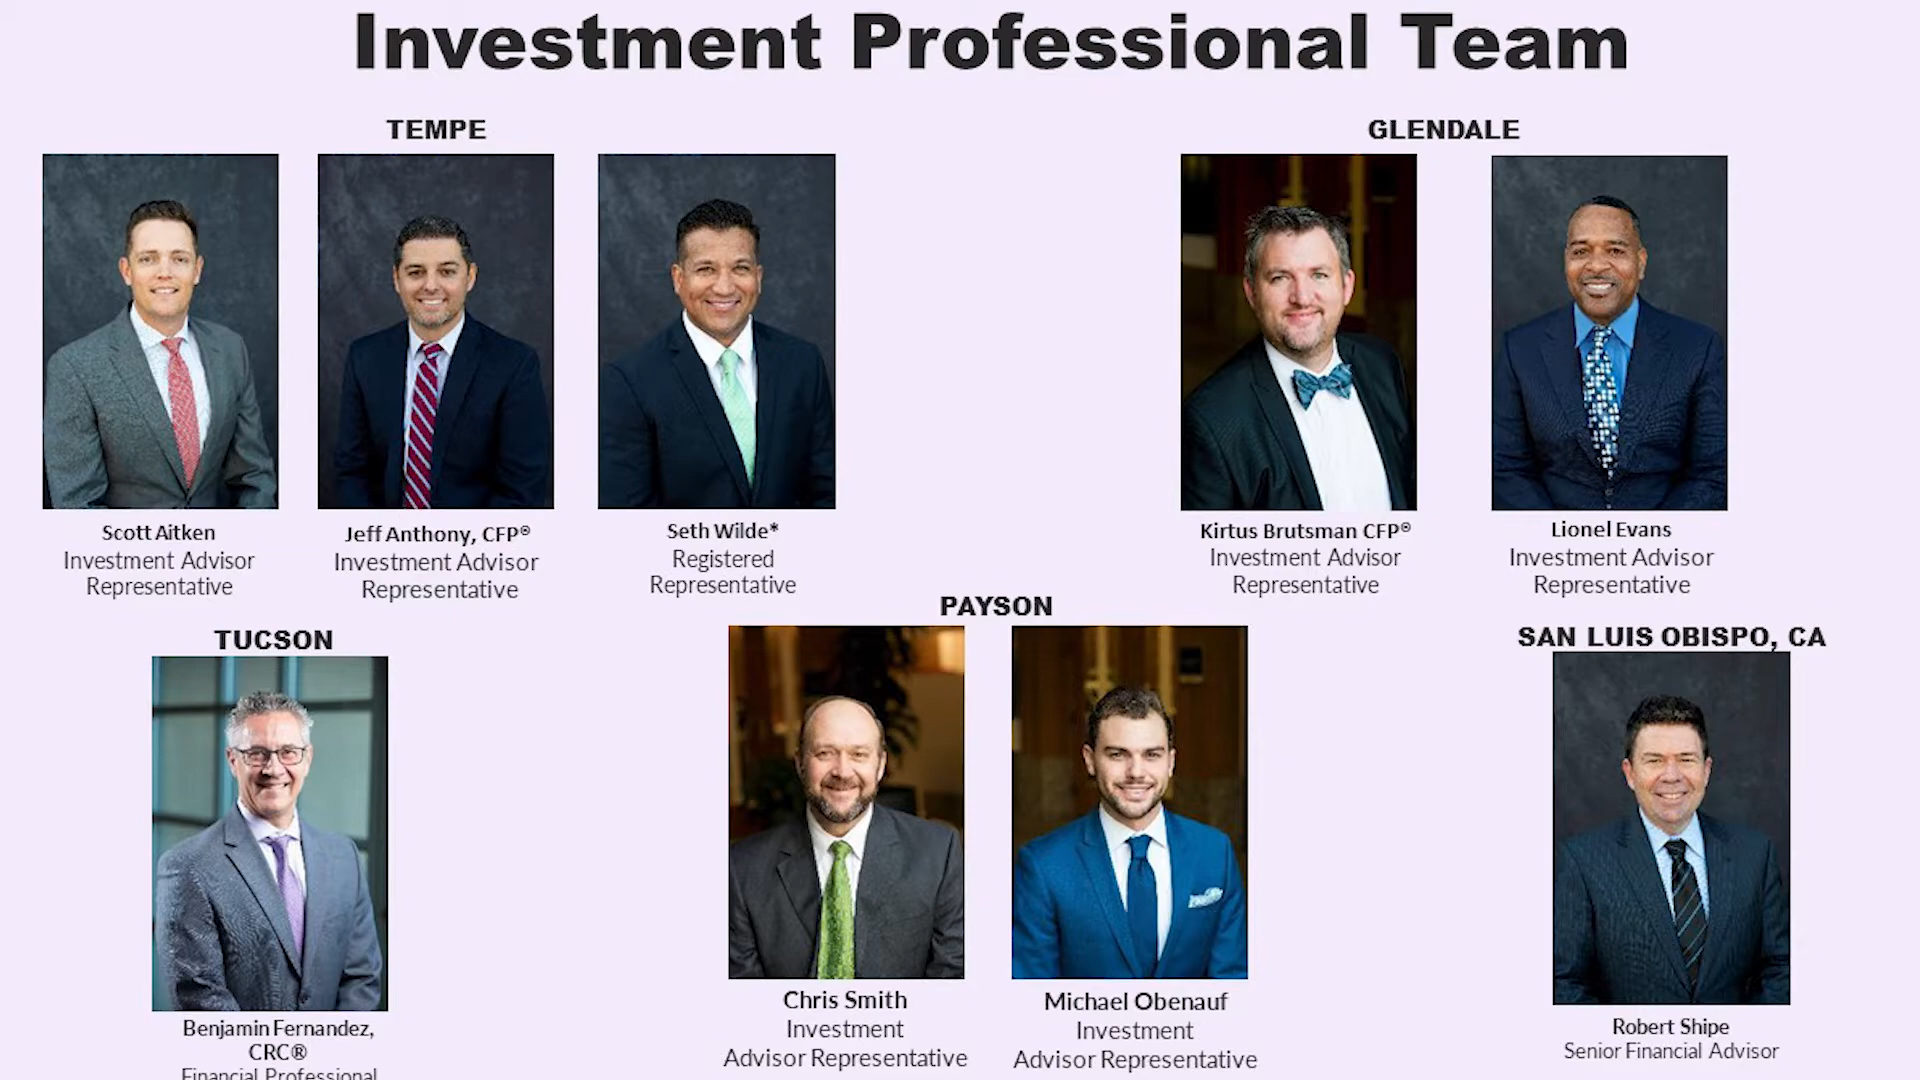 Investment Professional Team
TEMPE
Scott Aitken
Investment Advisor
Representative
Jeff Anthony, CFP®
Investment Advisor
Representative
Seth Wilde*
Registered
Representative
GLENDALE
Kirtus Brutsman CFP®
Investment Advisor
Representative
Lionel Evans
Investment Advisor
Representative
TUCSON
Benjamin Fernandez,
CRC®
Financial Professional
PAYSON
Chris Smith
Investment
Advisor Representative
Michael Obenauf
Investment
Advisor Representative
SAN LUIS OBISPO, CA
Robert Shipe
Senior Financial Advisor